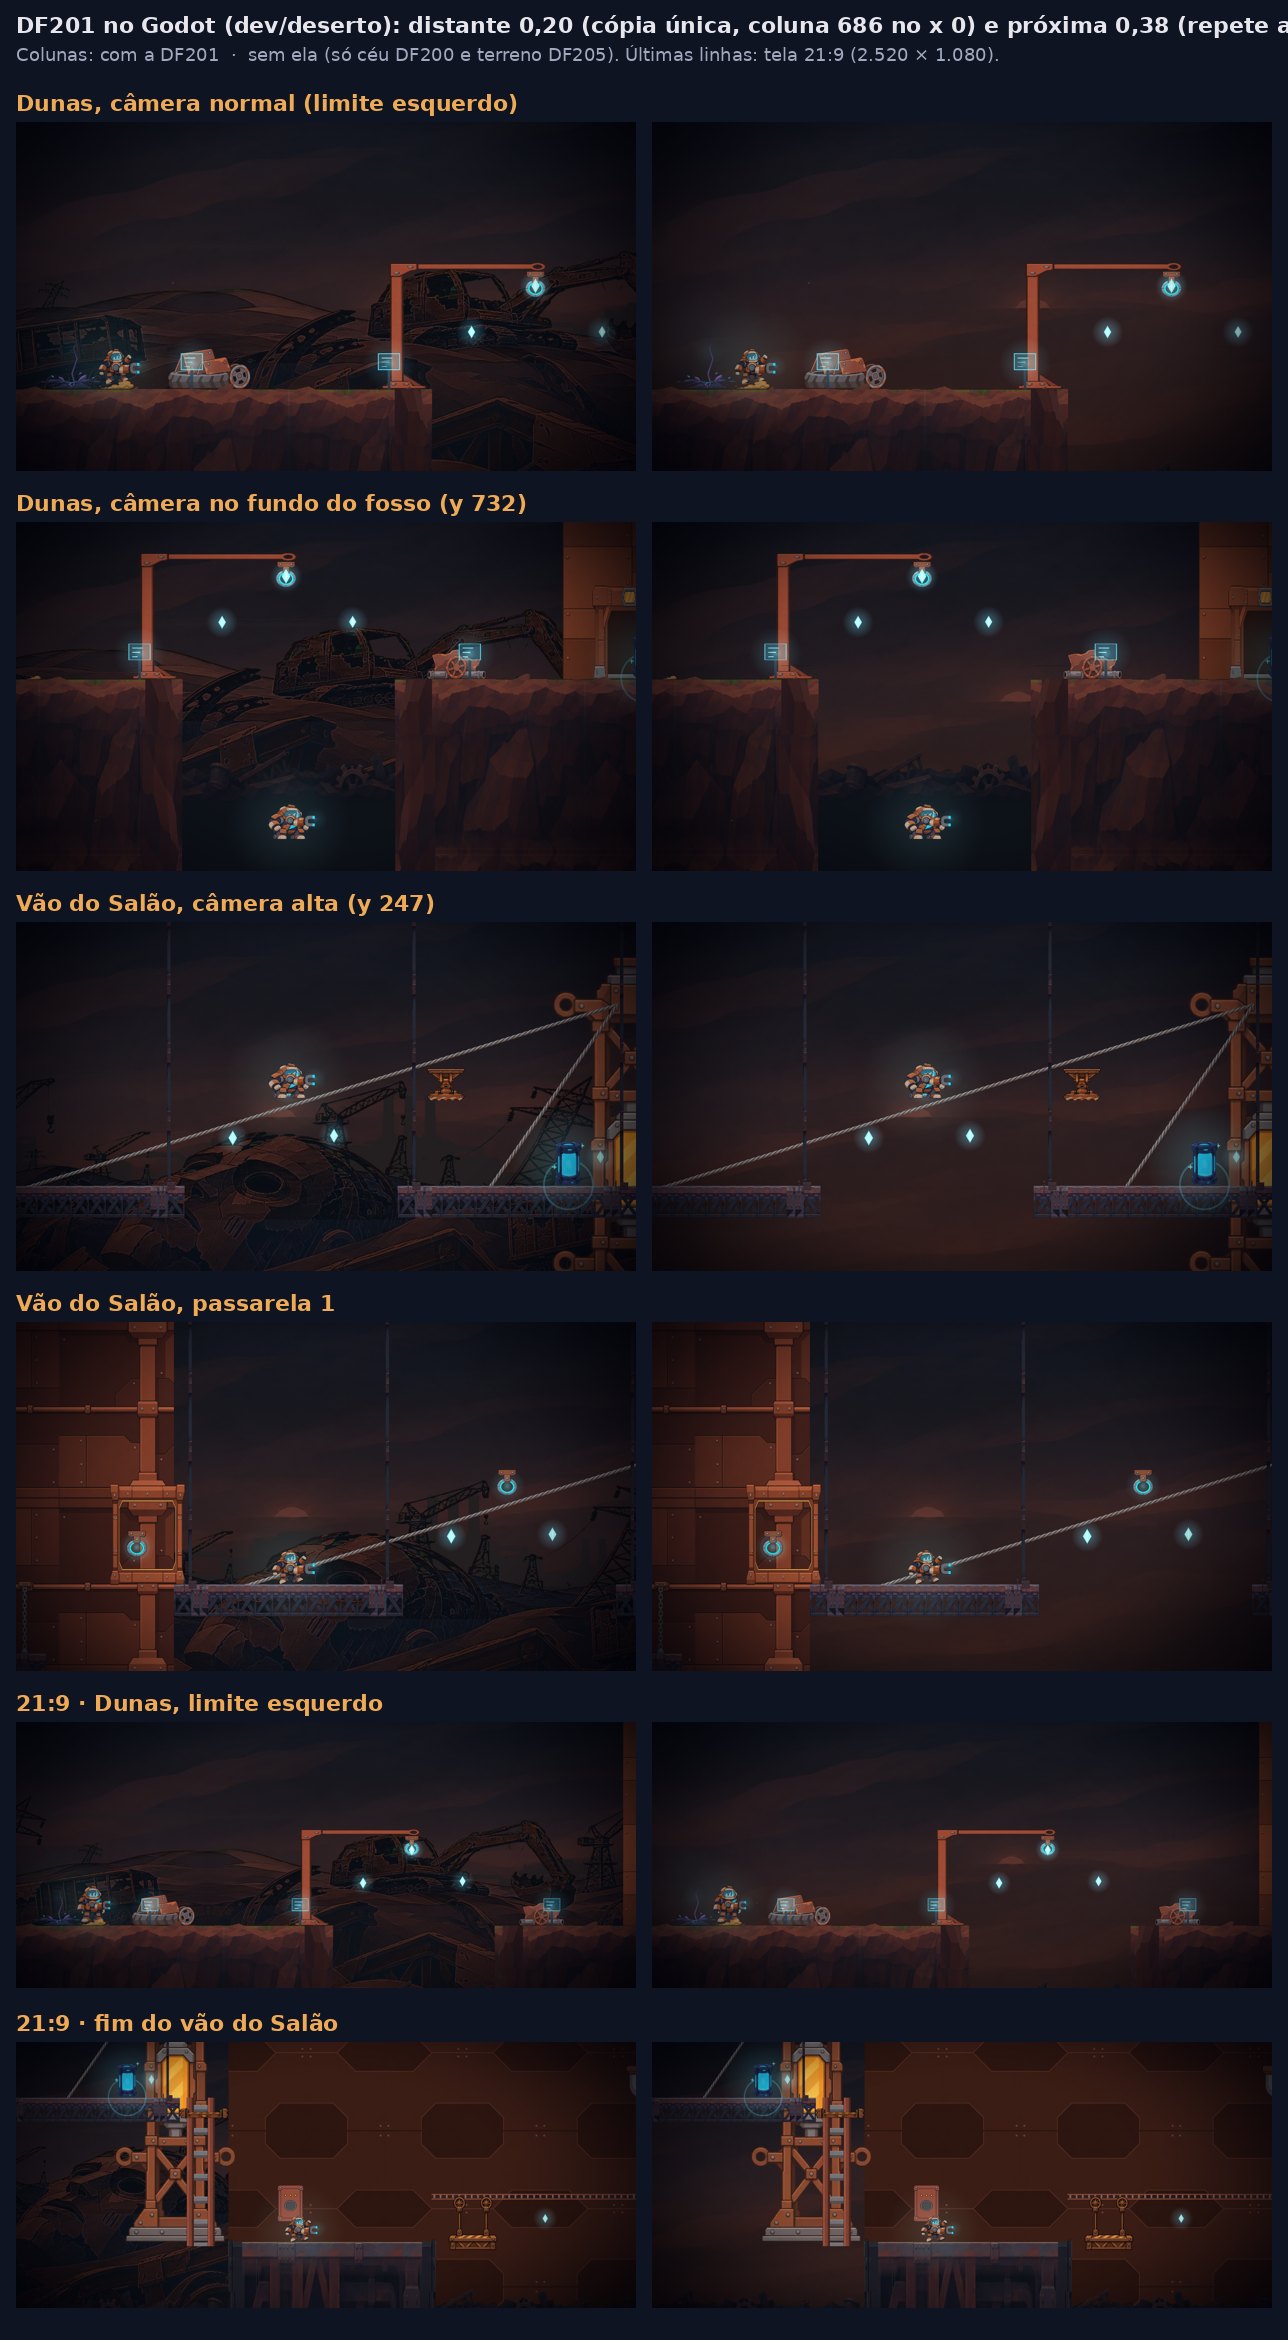 DF201 no Godot (dev/deserto): distante 0,20 (cópia única, coluna 686 no x 0) e próxima 0,38 (repete a
Colunas: com a DF201 · sem ela (só céu DF200 e terreno DF205). Últimas linhas: tela 21:9 (2.520 × 1.080).
Dunas, câmera normal (limite esquerdo)
Dunas, câmera no fundo do fosso (y 732)
Vão do Salão, câmera alta (y 247)
Vão do Salão, passarela 1
21:9 · Dunas, limite esquerdo
21:9 · fim do vão do Salão